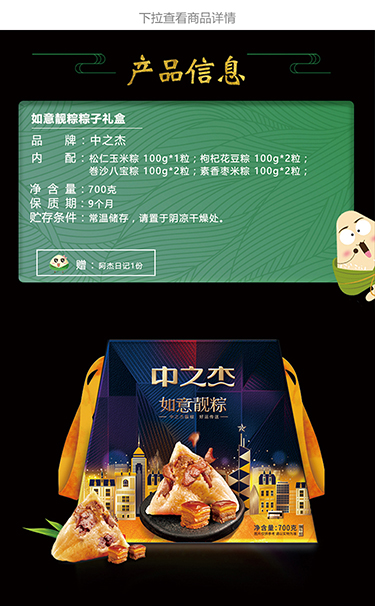 下拉查看商品详情
产品信息
如意靓粽粽子礼盒
品 牌：中之杰
内 配：松仁玉米粽 100g*1粒；枸杞花豆粽 100g*2粒；
卷沙八宝粽 100g*2粒；素香枣米粽 100g*2粒；
净 含 量：700克
保 质 期：9个月
贮存条件：常温储存，请置于阴凉干燥处。
赠：阿杰日记1份
中之杰
如意靓粽
净含量:700克